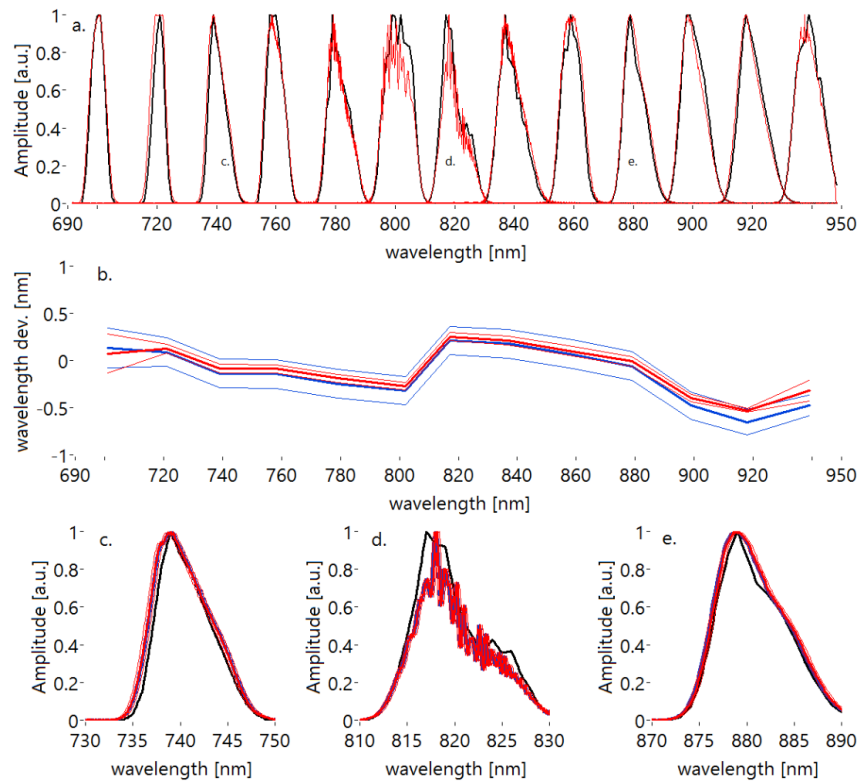 a.
Amplitude [a.u.]
1
0.8
0.6
0.4
0.2
0
c.
d.
e.
690 720 740 760 780 800 820 840 860 880 900 920 950
wavelength [nm]
b.
wavelength dev. [nm]
1
0.5
0
-0.5
-1
690 720 740 760 780 800 820 840 860 880 900 920 950
wavelength [nm]
c.
Amplitude [a.u.]
1
0.8
0.6
0.4
0.2
0
730 735 740 745 750
wavelength [nm]
d.
Amplitude [a.u.]
1
0.8
0.6
0.4
0.2
0
810 815 820 825 830
wavelength [nm]
e.
Amplitude [a.u.]
1
0.8
0.6
0.4
0.2
0
870 875 880 885 890
wavelength [nm]